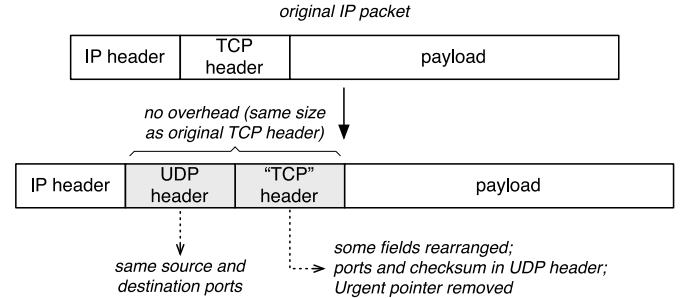 original IP packet
IP header
TCP
header
payload
no overhead (same size
as original TCP header)
IP header
UDP
header
“TCP”
header
payload
same source and
destination ports
some fields rearranged;
ports and checksum in UDP header;
Urgent pointer removed